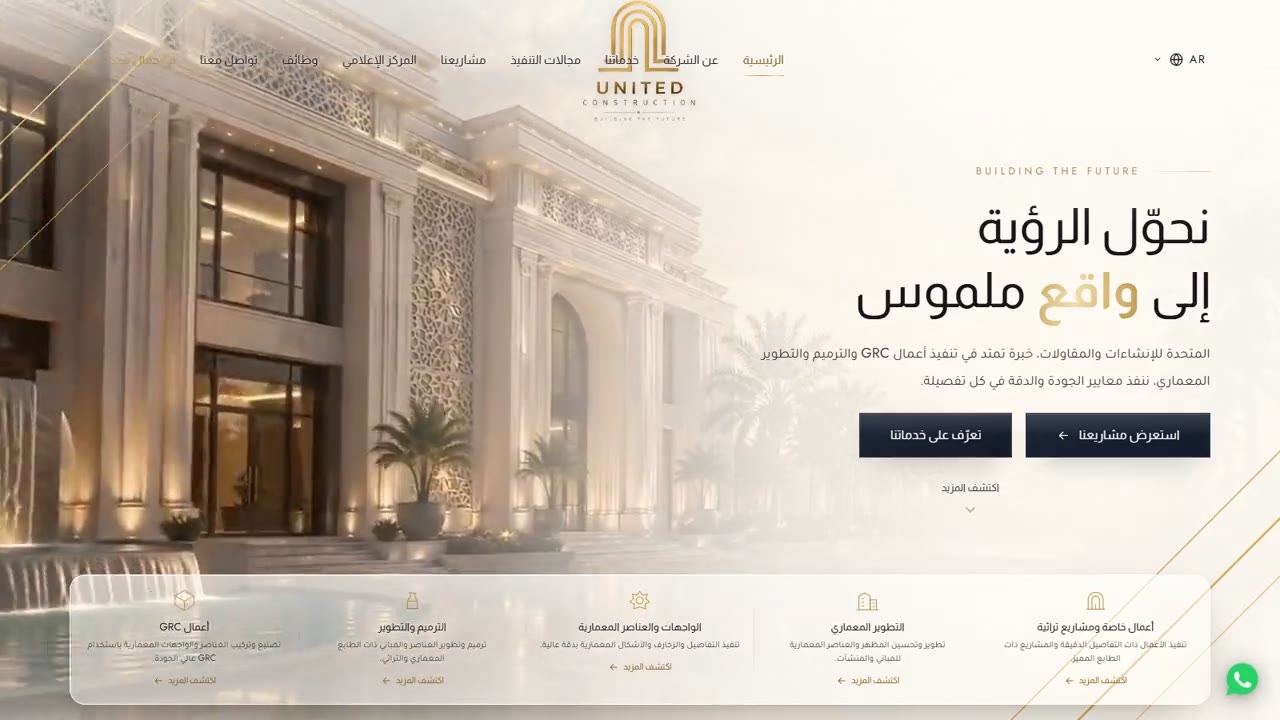 UNITED
CONSTRUCTION
BUILDING THE FUTURE
AR
الرئيسية
عن الشركة
خدماتنا
مجالات التنفيذ
مشاريعنا
المركز الإعلامي
وظائف
تواصل معنا
BUILDING THE FUTURE
نحوّل الرؤية
إلى واقع ملموس
المتحدة للإنشاءات والمقاولات، خبرة تمتد في تنفيذ أعمال GRC والترميم والتطوير
المعماري، ننفذ معايير الجودة والدقة في كل تفصيلة.
استعرض مشاريعنا ←
تعرّف على خدماتنا
اكتشف المزيد
أعمال خاصة ومشاريع تراثية
تنفيذ الأعمال ذات التفاصيل الدقيقة والمشاريع ذات
الطابع المميز.
اكتشف المزيد ←
التطوير المعماري
تطوير وتحسين المظهر والعناصر المعمارية
للمباني والمنشآت.
اكتشف المزيد ←
الواجهات والعناصر المعمارية
تنفيذ التفاصيل والزخارف والأشكال المعمارية بدقة عالية.
اكتشف المزيد ←
الترميم والتطوير
ترميم وتطوير العناصر والمباني ذات الطابع
المعماري والتراثي.
اكتشف المزيد ←
أعمال GRC
تصنيع وتركيب العناصر والواجهات المعمارية باستخدام
GRC عالي الجودة.
اكتشف المزيد ←